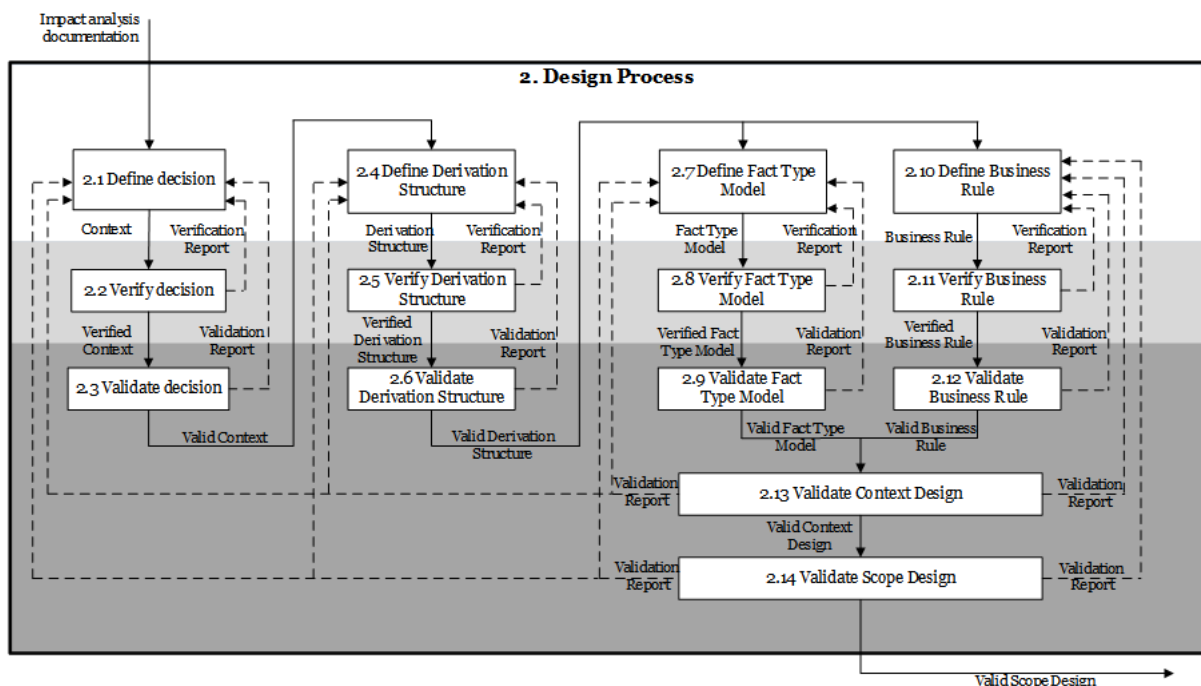 Impact analysis
documentation
2. Design Process
2.1 Define decision
2.4 Define Derivation
Structure
2.7 Define Fact Type
Model
2.10 Define Business
Rule
Context
Verification
Report
Derivation
Structure
Verification
Report
Fact Type
Model
Verification
Report
Business Rule
Verification
Report
2.2 Verify decision
2.5 Verify Derivation
Structure
2.8 Verify Fact Type
Model
2.11 Verify Business
Rule
Verified
Context
Validation
Report
Verified
Derivation
Structure
Validation
Report
Verified Fact
Type Model
Validation
Report
Verified
Business Rule
Validation
Report
2.3 Validate decision
2.6 Validate
Derivation Structure
2.9 Validate Fact
Type Model
2.12 Validate
Business Rule
Valid Context
Valid Derivation
Structure
Valid Fact Type
Model
Valid Business
Rule
Validation
Report
2.13 Validate Context Design
Validation
Report
Valid Context
Design
Validation
Report
2.14 Validate Scope Design
Validation
Report
Valid Scope Design